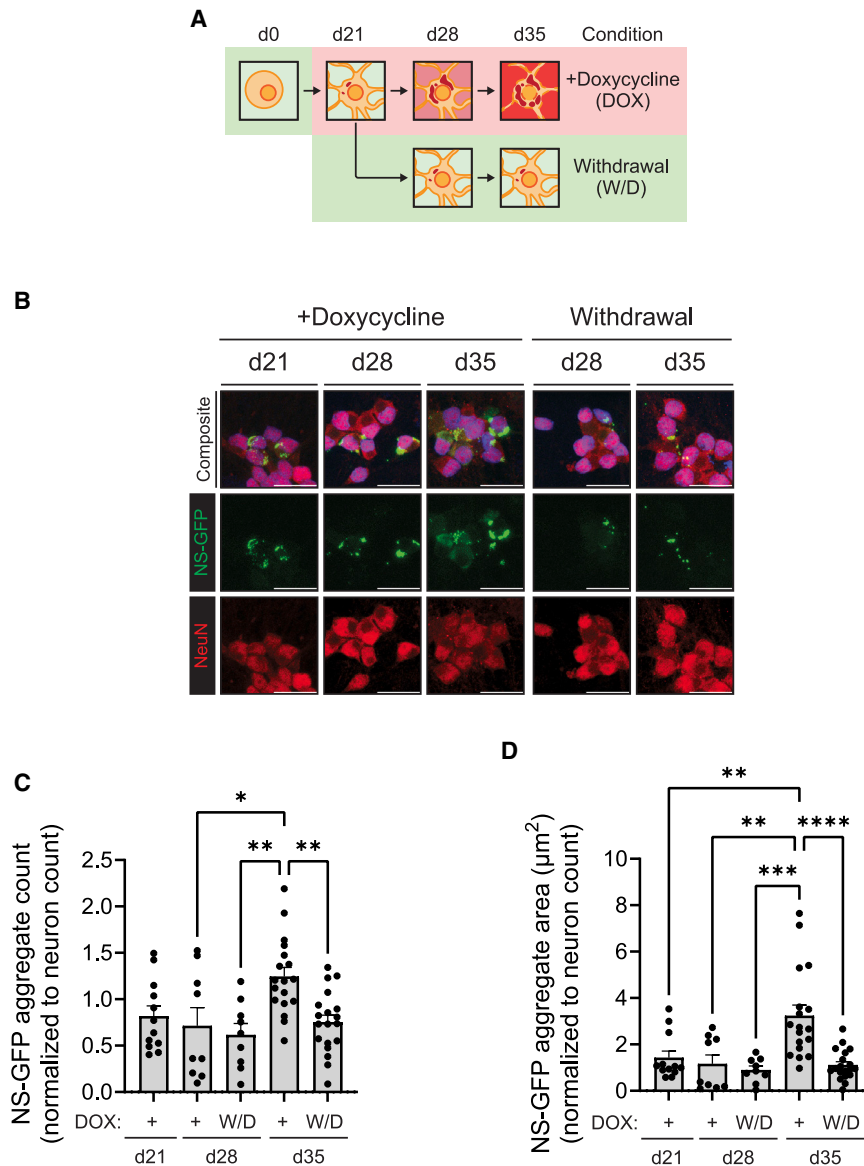 A
d0 d21 d28 d35 Condition
+Doxycycline
(DOX)
Withdrawal
(W/D)
B
+Doxycycline Withdrawal
d21 d28 d35 d28 d35
Composite
NS-GFP
NeuN
C
NS-GFP aggregate count
(normalized to neuron count)
* 
** **
2.5
2.0
1.5
1.0
0.5
0.0
DOX: + + W/D + W/D
d21 d28 d35
D
NS-GFP aggregate area (µm²)
(normalized to neuron count)
**
** ****
***
10
8
6
4
2
0
DOX: + + W/D + W/D
d21 d28 d35